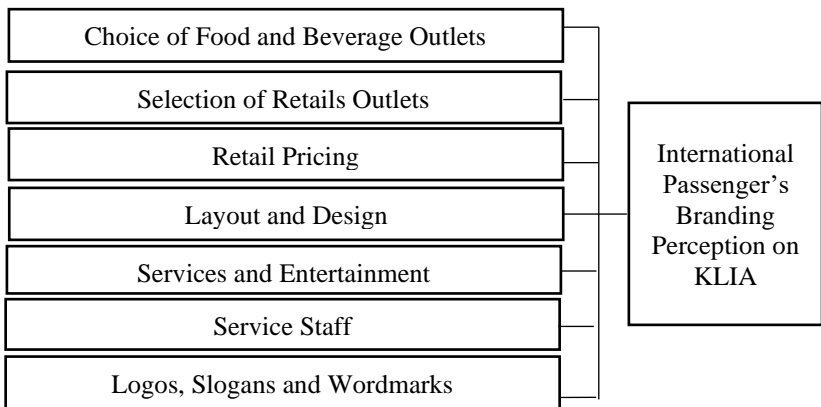 Choice of Food and Beverage Outlets
Selection of Retails Outlets
Retail Pricing
Layout and Design
Services and Entertainment
Service Staff
Logos, Slogans and Wordmarks
International
Passenger's
Branding
Perception on
KLIA